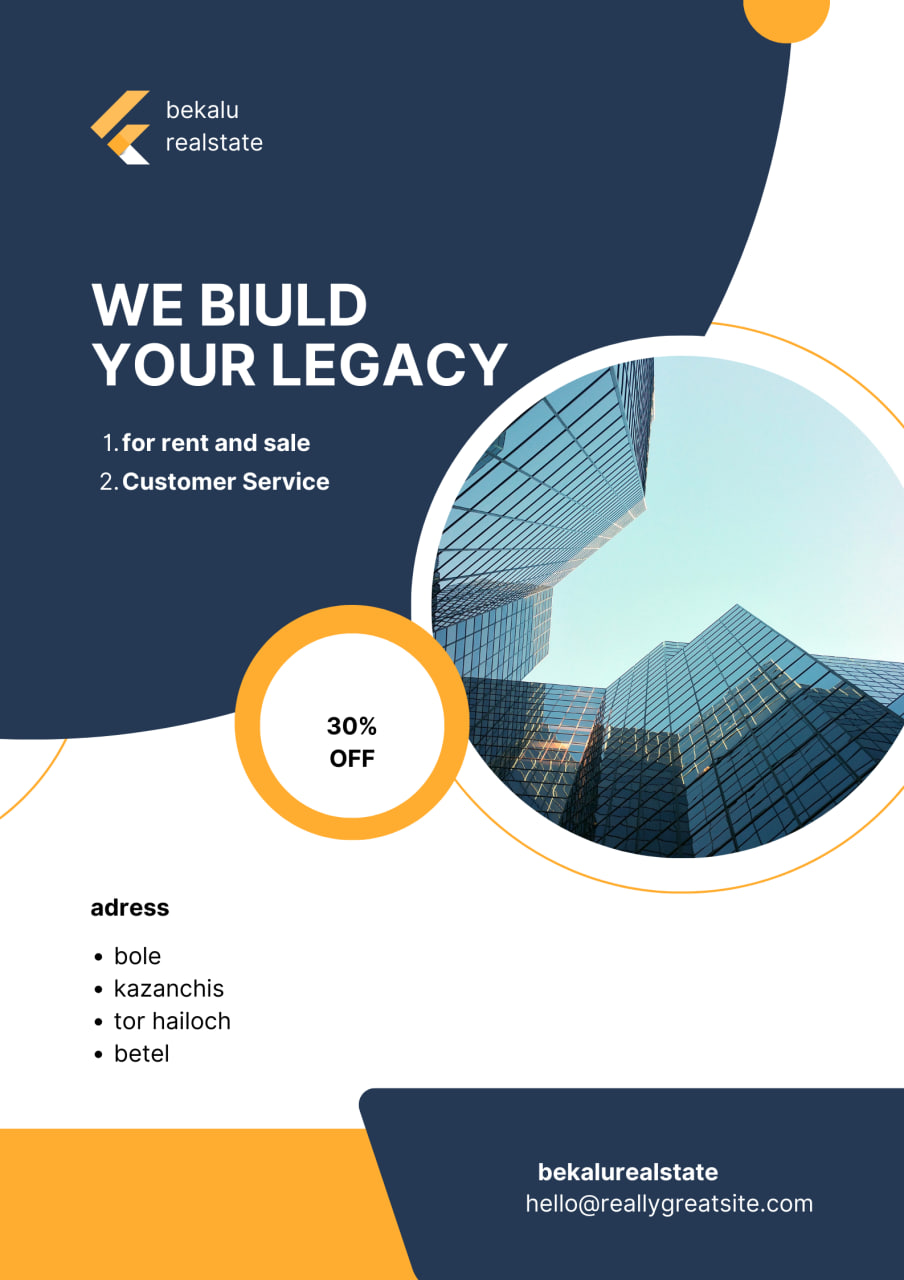 bekalu
realstate
WE BIULD
YOUR LEGACY
1. for rent and sale
2. Customer Service
30%
OFF
adress
• bole
• kazanchis
• tor hailoch
• betel
bekalurealstate
hello@reallygreatsite.com